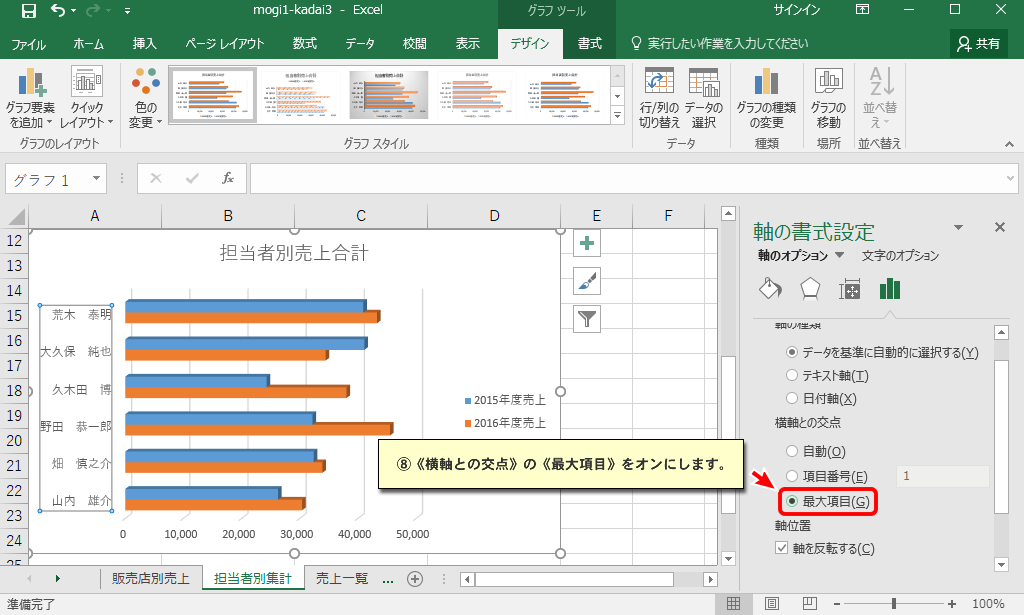 mogi1-kadai3 - Excel
グラフ ツール
サインイン
ファイル ホーム 挿入 ページ レイアウト 数式 データ 校閲 表示 デザイン 書式 実行したい作業を入力してください 共有
グラフ要素を追加 クイックレイアウト 色の変更 行/列の切り替え データの選択 グラフの種類の変更 グラフの移動 並べ替え
グラフのレイアウト グラフ スタイル データ 種類 場所 並べ替え
グラフ 1
fx
A B C D E F
12
13
14
15
16
17
18
19
20
21
22
23
24
25
担当者別売上合計
荒木 泰明
大久保 純也
久木田 博
野田 恭一郎
畑 慎之介
山内 雄介
2015年度売上
2016年度売上
0 10,000 20,000 30,000 40,000 50,000
⑧《横軸との交点》の《最大項目》をオンにします。
軸の書式設定
軸のオプション 文字のオプション
軸の種類
データを基準に自動的に選択する(Y)
テキスト軸(T)
日付軸(X)
横軸との交点
自動(O)
項目番号(E) 1
最大項目(G)
軸位置
軸を反転する(C)
販売店別売上 担当者別集計 売上一覧 ...
準備完了
100%